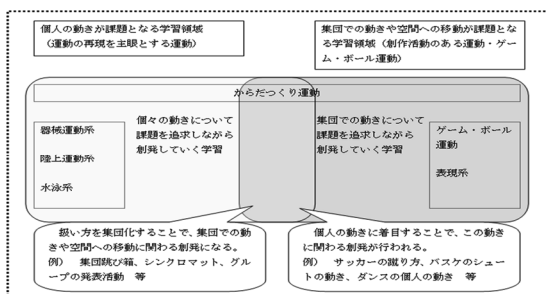 個人の動きが課題となる学習領域
（運動の再現を主眼とする運動）
集団での動きや空間への移動が課題とな
る学習領域（創作活動のある運動・ゲー
ム・ボール運動）
からだつくり運動
器械運動系
陸上運動系
水泳系
個々の動きについて
課題を追求しながら
創発していく学習
集団での動きについて
課題を追求しながら
創発していく学習
ゲーム・ボール
運動
表現系
扱い方を集団化することで、集団での動
きや空間への移動に関わる創発になる。
例）　集団跳び箱、シンクロマット、グル
ープの発表活動　等
個人の動きに着目することで、この動き
に関わる創発が行われる。
例）　サッカーの蹴り方、バスケのシュート
の動き、ダンスの個人の動き　等